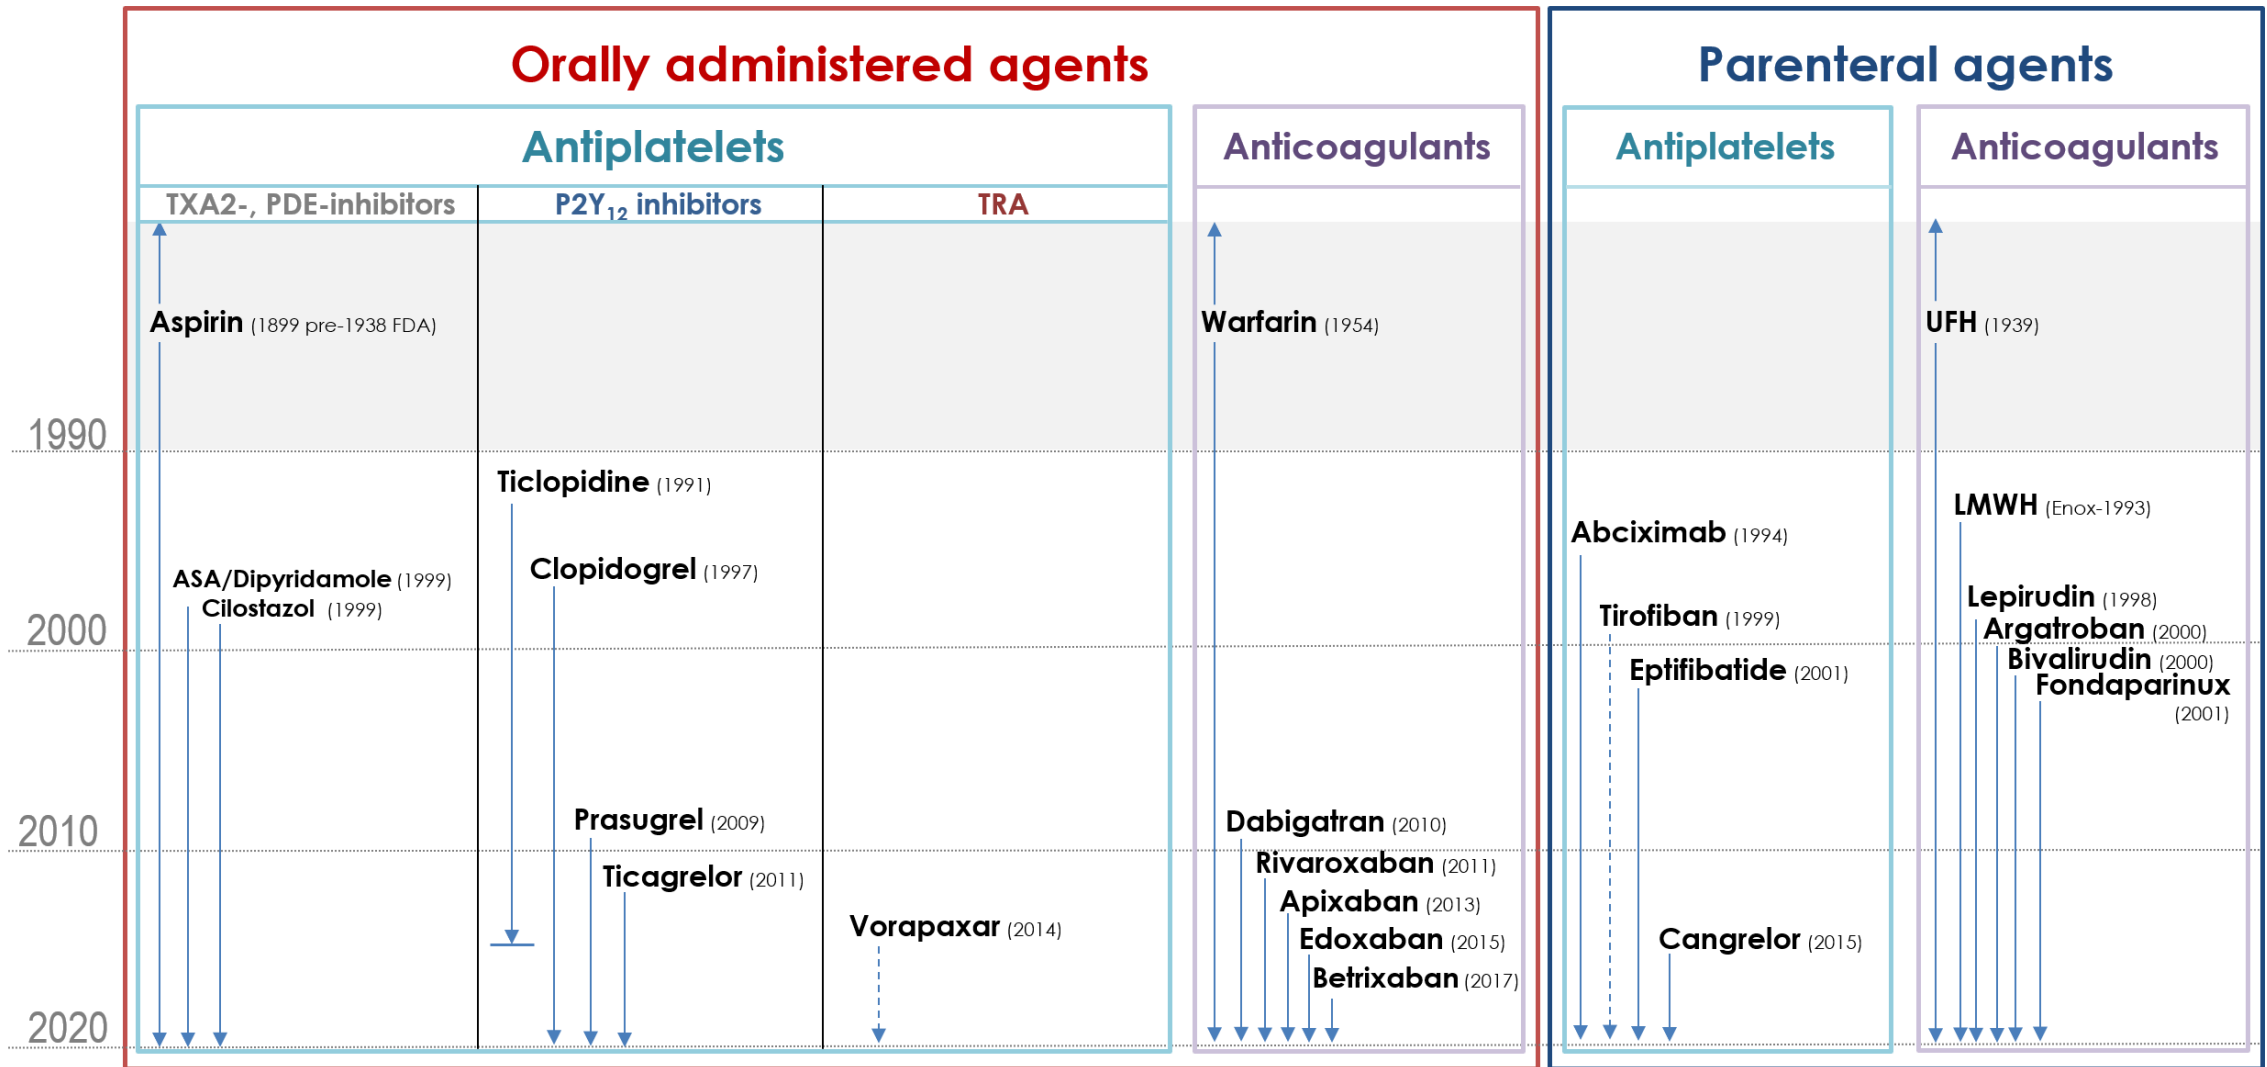 Orally administered agents
Parenteral agents
Antiplatelets
Anticoagulants
Antiplatelets
Anticoagulants
TXA2-, PDE-inhibitors
P2Y12 inhibitors
TRA
Aspirin (1899 pre-1938 FDA)
Warfarin (1954)
UFH (1939)
1990
Ticlopidine (1991)
LMWH (Enox-1993)
Abciximab (1994)
Clopidogrel (1997)
ASA/Dipyridamole (1999)
Cilostazol (1999)
Lepirudin (1998)
Tirofiban (1999)
Argatroban (2000)
2000
Bivalirudin (2000)
Eptifibatide (2001)
Fondaparinux
(2001)
Prasugrel (2009)
Dabigatran (2010)
2010
Rivaroxaban (2011)
Ticagrelor (2011)
Apixaban (2013)
Vorapaxar (2014)
Edoxaban (2015)
Cangrelor (2015)
Betrixaban (2017)
2020